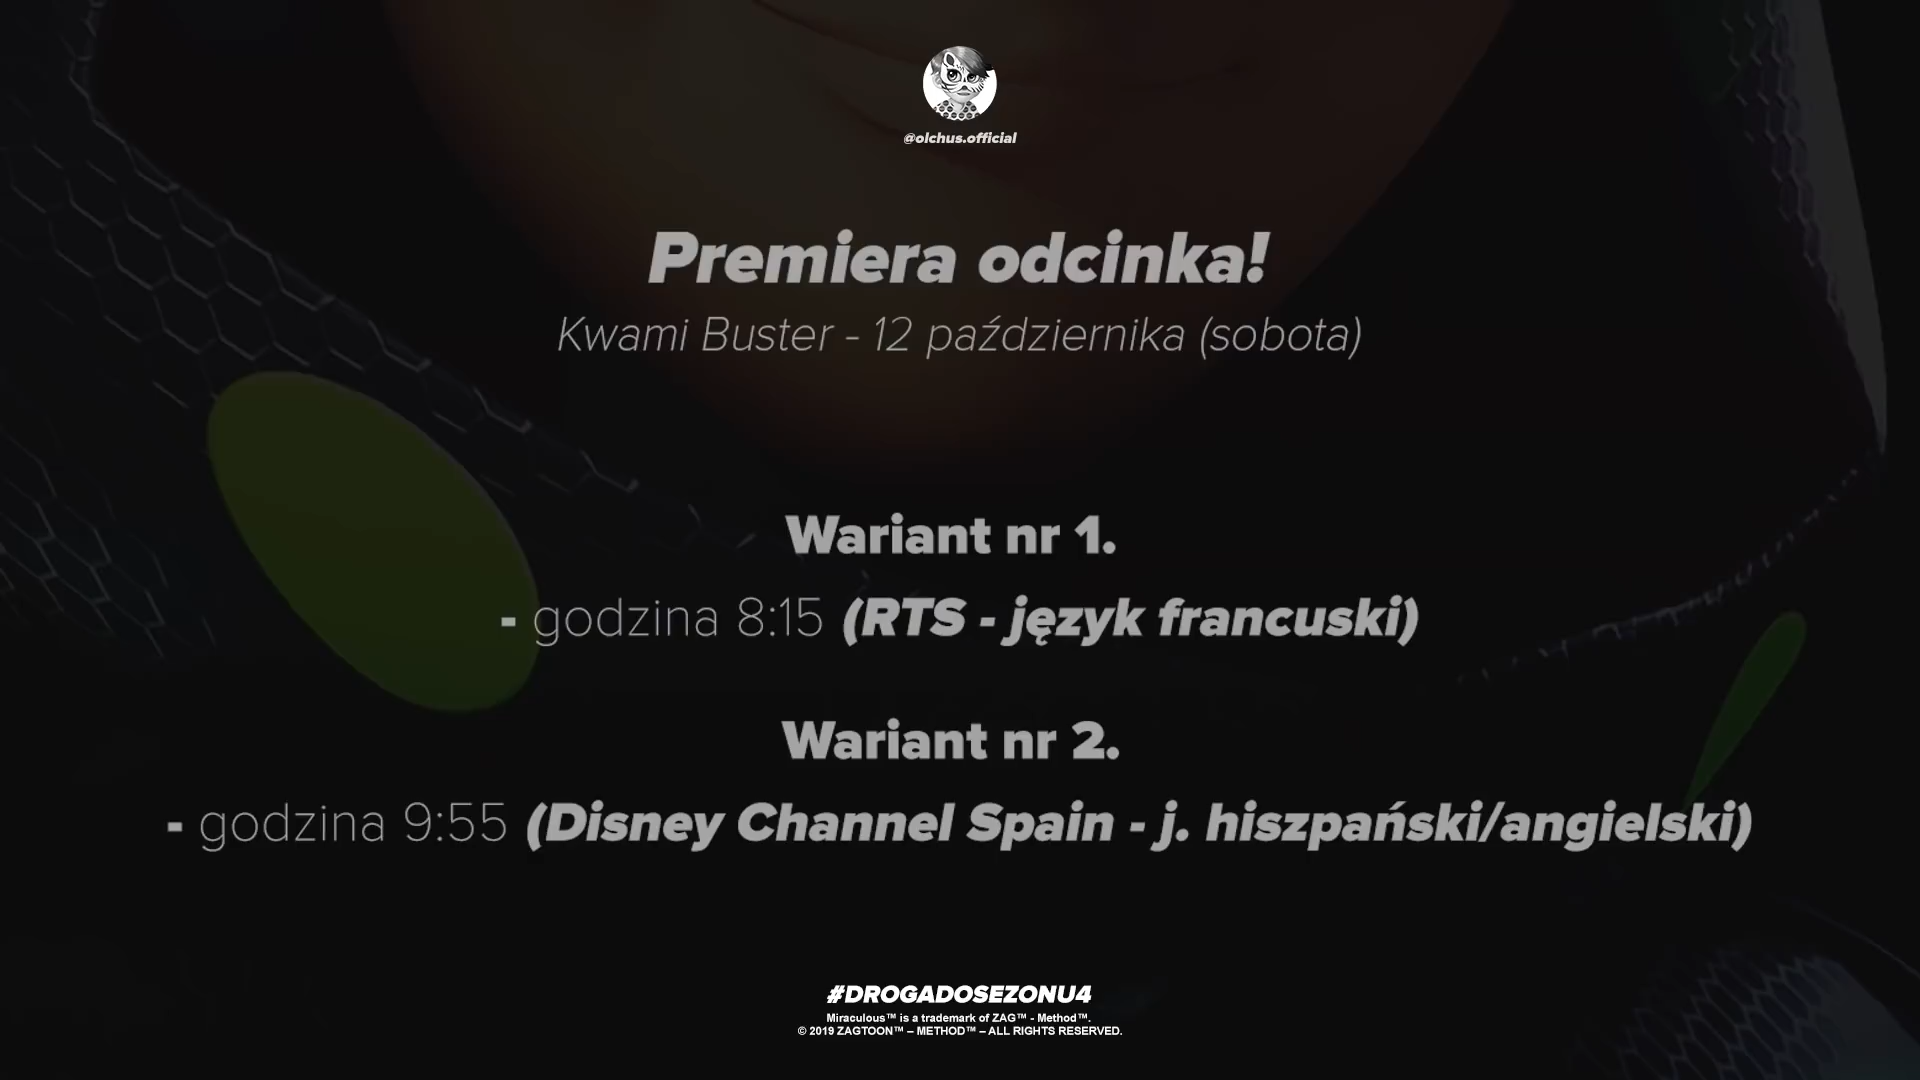 @olchus.official
Premiera odcinka!
Kwami Buster - 12 października (sobota)
Wariant nr 1.
- godzina 8:15 (RTS - język francuski)
Wariant nr 2.
- godzina 9:55 (Disney Channel Spain - j. hiszpański/angielski)
#DROGADOSEZONU4
Miraculous™ is a trademark of ZAG™ - Method™.
© 2019 ZAGTOON™ – METHOD™ – ALL RIGHTS RESERVED.